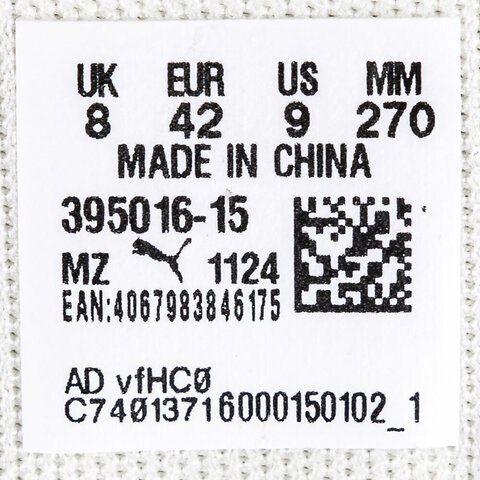 UK EUR US MM
8 42 9 270
MADE IN CHINA
395016-15
MZ 1124
EAN:4067983846175
AD vfHC0
C74013716000150102_1